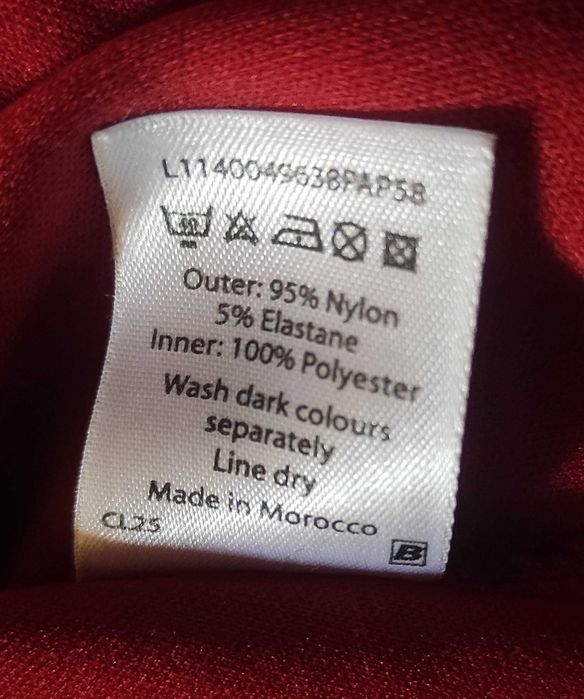 L1140049638PAP58
40
Outer: 95% Nylon
5% Elastane
Inner: 100% Polyester
Wash dark colours
separately
Line dry
Made in Morocco
CL25
B